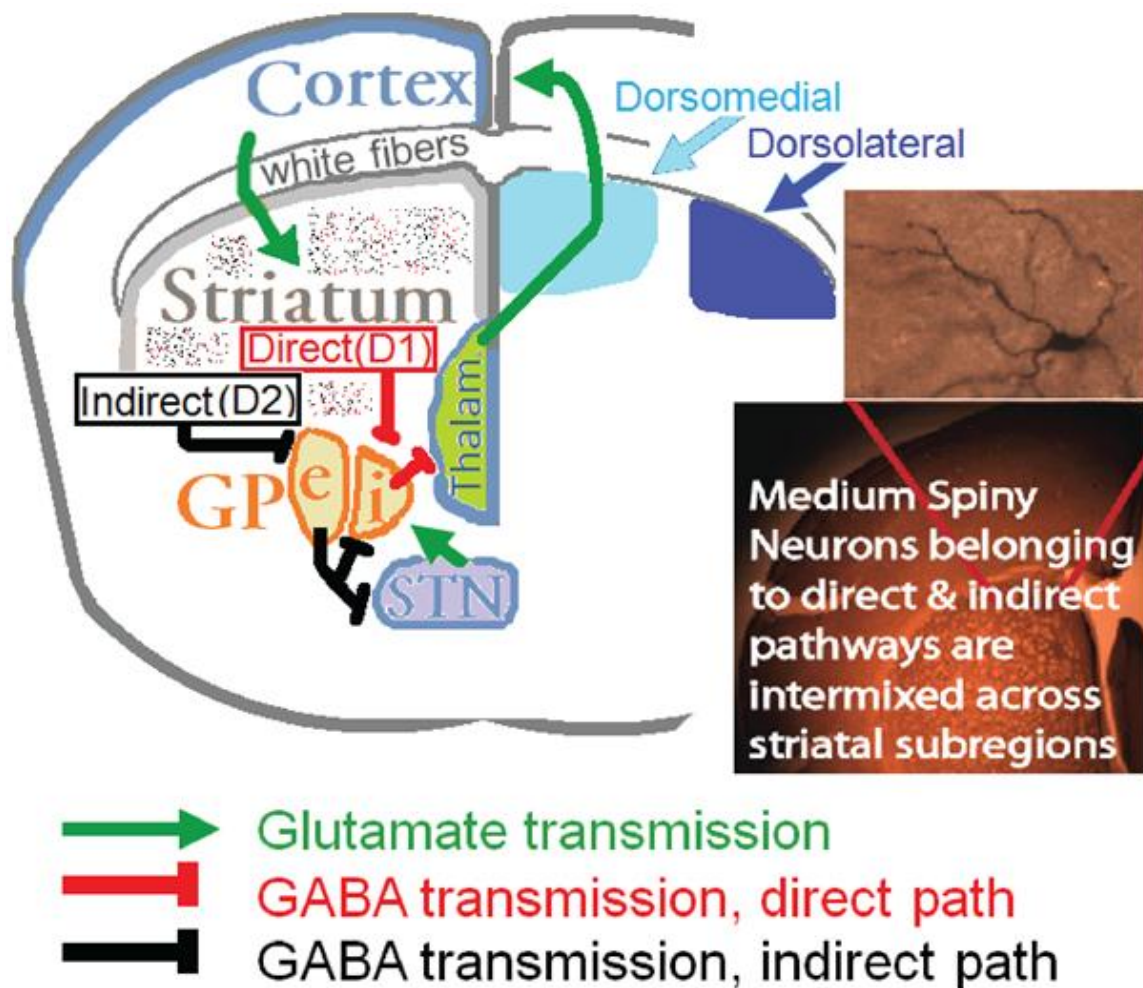 Cortex
Dorsomedial
Dorsolateral
white fibers
Striatum
Direct(D1)
Indirect(D2)
Thalam.
GP
e
i
STN
Medium Spiny
Neurons belonging
to direct & indirect
pathways are
intermixed across
striatal subregions
Glutamate transmission
GABA transmission, direct path
GABA transmission, indirect path